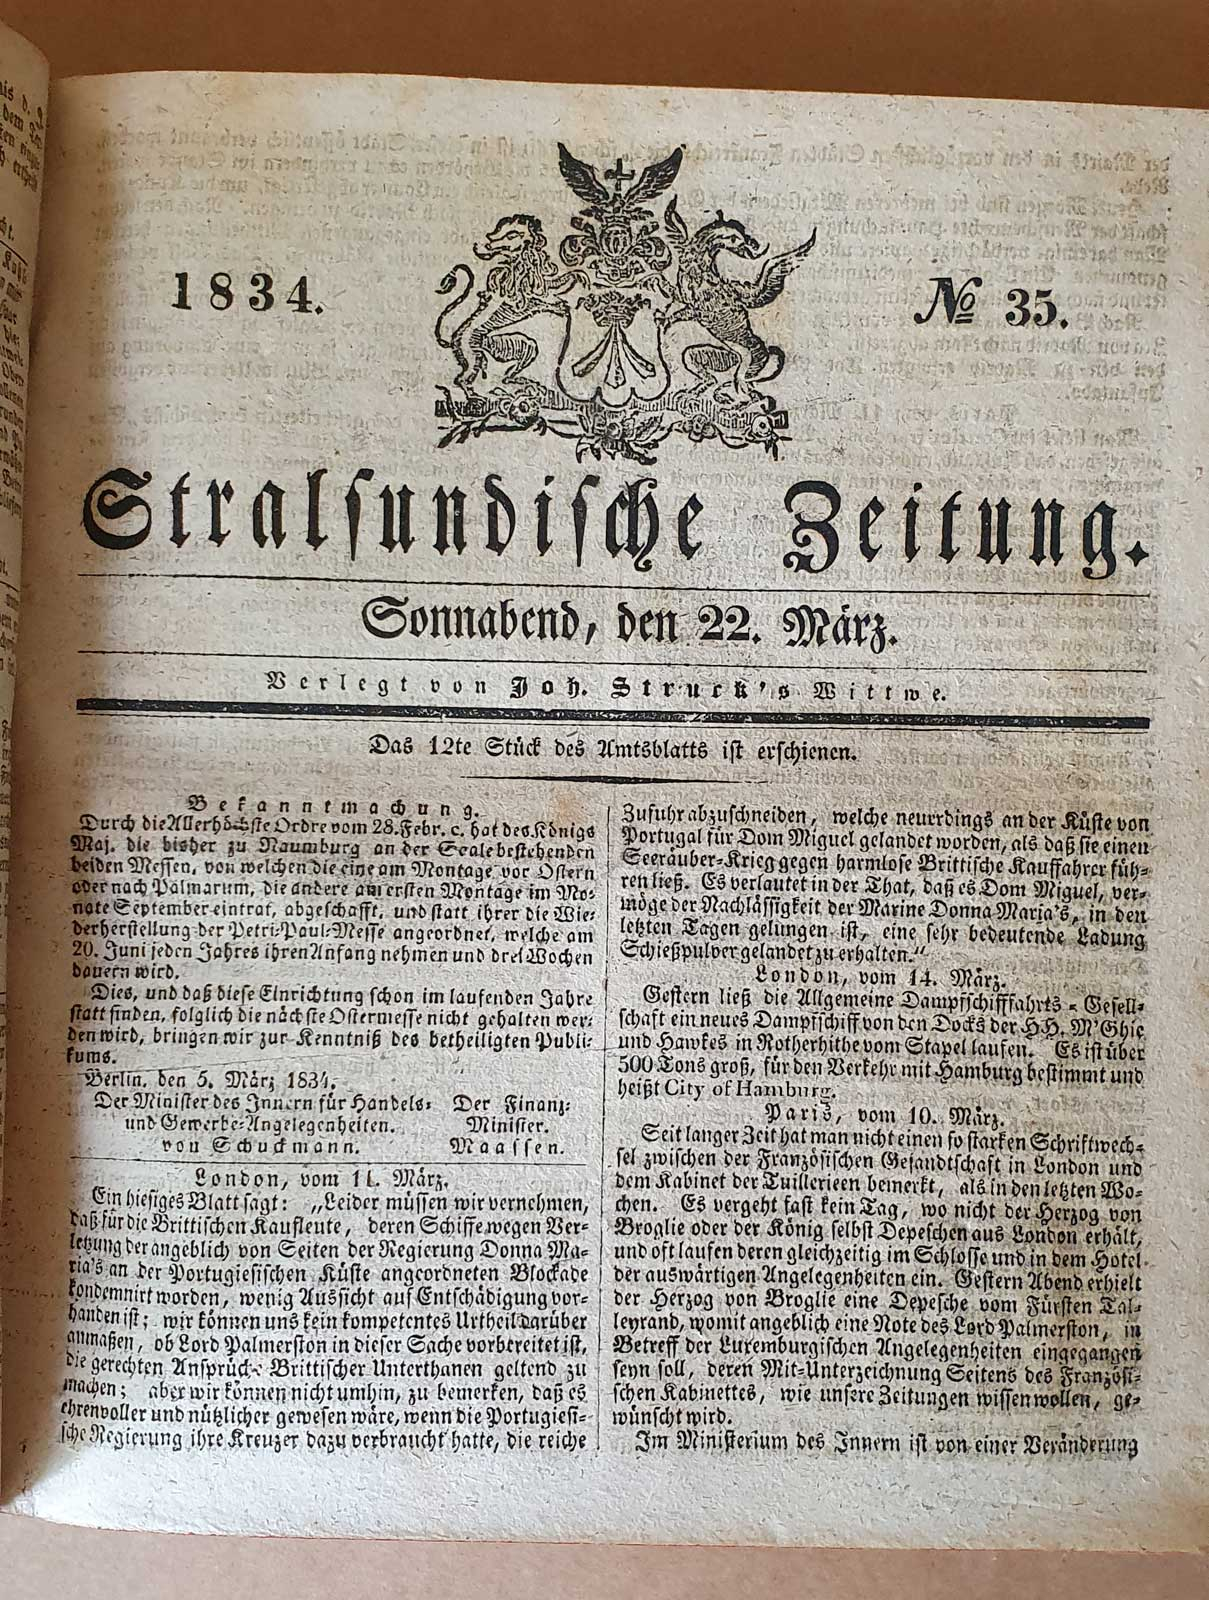 1834.
№ 35.
Stralsundische Zeitung.
Sonnabend, den 22. März.
Verlegt von Joh. Struck's Wittwe.
Das 12te Stück des Amtsblatts ist erschienen.
Bekanntmachung.
Durch die Allerhöchste Ordre vom 28. Febr. c. hat des Königs
Maj. die bisher zu Naumburg an der Saale bestehenden
beiden Messen, von welchen die eine am Montage vor Ostern
oder nach Palmarum, die andere am ersten Montage im Mo-
nate September eintrat, abgeschafft, und statt ihrer die Wie-
derherstellung der Petri-Paul-Messe angeordnet, welche am
20. Juni jeden Jahres ihren Anfang nehmen und drei Wochen
dauern wird.
Dies, und daß diese Einrichtung schon im laufenden Jahre
statt finden, folglich die nächste Ostermesse nicht gehalten wer-
den wird, bringen wir zur Kenntniß des betheiligten Publi-
kums.
Berlin, den 5. März 1834.
Der Minister des Innern für Handels- Der Finanz-
und Gewerbe-Angelegenheiten. Minister.
von Schuckmann. Maassen.
London, vom 11. März.
Ein hiesiges Blatt sagt: „Leider müssen wir vernehmen,
daß für die Brittischen Kaufleute, deren Schiffe wegen Ver-
letzung der angeblich von Seiten der Regierung Donna Ma-
ria's an der Portugiesischen Küste angeordneten Blockade
kondemnirt worden, wenig Aussicht auf Entschädigung vor-
handen ist; wir können uns kein kompetentes Urtheil darüber
anmaßen, ob Lord Palmerston in dieser Sache vorbereitet ist,
die gerechten Ansprüche Brittischer Unterthanen geltend zu
machen; aber wir können nicht umhin, zu bemerken, daß es
ehrenvoller und nützlicher gewesen wäre, wenn die Portugiesi-
sche Regierung ihre Kreuzer dazu verbraucht hätte, die reiche
Zufuhr abzuschneiden, welche neuerdings an der Küste von
Portugal für Dom Miguel gelandet worden, als daß sie einen
Seeräuber-Krieg gegen harmlose Brittische Kauffahrer füh-
ren ließ. Es verlautet in der That, daß es Dom Miguel, ver-
möge der Nachlässigkeit der Marine Donna Maria's, in den
letzten Tagen gelungen ist, eine sehr bedeutende Ladung
Schießpulver gelandet zu erhalten."
London, vom 14. März.
Gestern ließ die Allgemeine Dampfschifffahrts-Gesell-
schaft ein neues Dampfschiff von den Docks der HH. M'Ghie
und Hawkes in Rotherhithe vom Stapel laufen. Es ist über
500 Tons groß, für den Verkehr mit Hamburg bestimmt und
heißt City of Hamburg.
Paris, vom 10. März.
Seit langer Zeit hat man nicht einen so starken Schriftwech-
sel zwischen der Französischen Gesandtschaft in London und
dem Kabinet der Tuillerieen bemerkt, als in den letzten Wo-
chen. Es vergeht fast kein Tag, wo nicht der Herzog von
Broglie oder der König selbst Depeschen aus London erhält,
und oft laufen deren gleichzeitig im Schlosse und in dem Hotel
der auswärtigen Angelegenheiten ein. Gestern Abend erhielt
der Herzog von Broglie eine Depesche vom Fürsten Tal-
leyrand, womit angeblich eine Note des Lord Palmerston, in
Betreff der Luxemburgischen Angelegenheiten eingegangen
seyn soll, deren Mit-Unterzeichnung Seitens des Französi-
schen Kabinettes, wie unsere Zeitungen wissen wollen, ge-
wünscht wird.
Im Ministerium des Innern ist von einer Veränderung